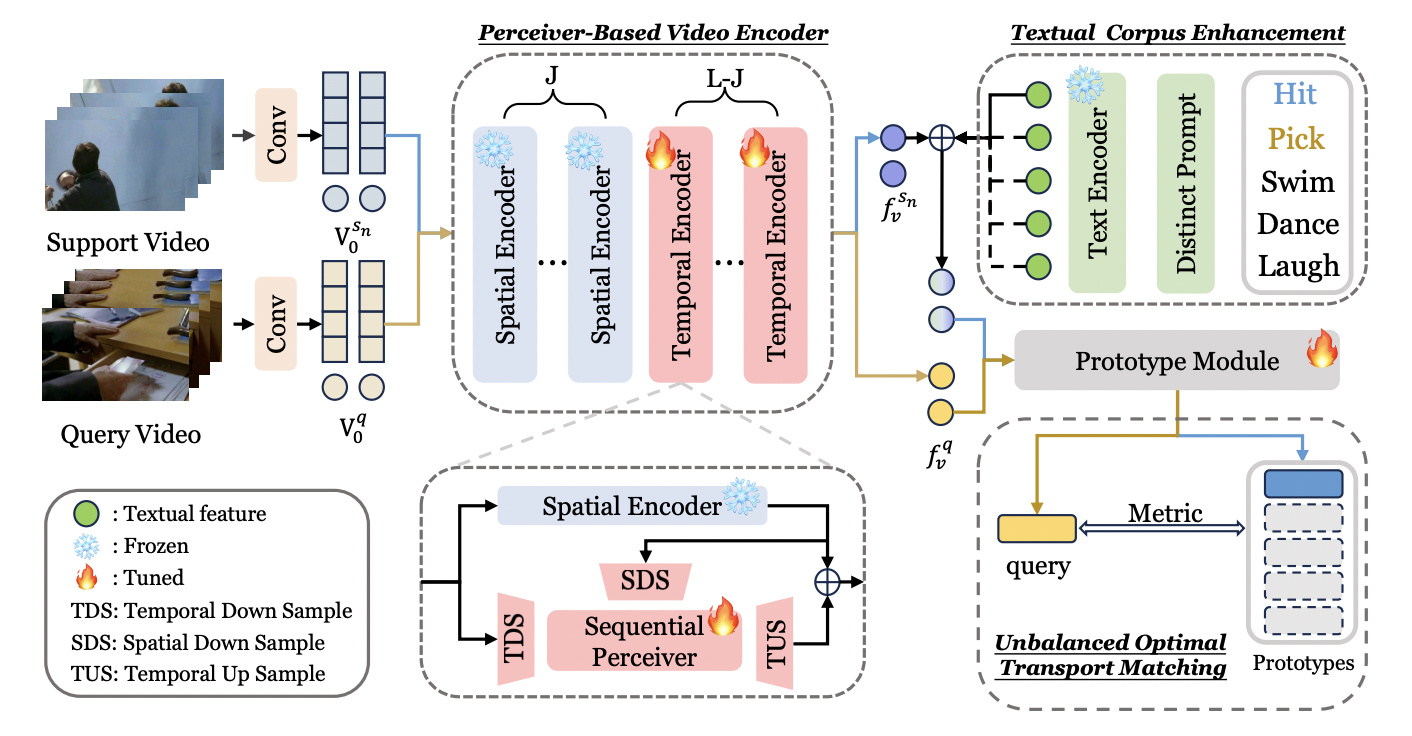 Perceiver-Based Video Encoder
Textual Corpus Enhancement
J
L-J
Conv
Support Video
V₀^{s_n}
Conv
Query Video
V₀^q
Spatial Encoder
...
Spatial Encoder
Temporal Encoder
...
Temporal Encoder
f_v^{s_n}
f_v^q
Text Encoder
Distinct Prompt
Hit
Pick
Swim
Dance
Laugh
Prototype Module
: Textual feature
: Frozen
: Tuned
TDS: Temporal Down Sample
SDS: Spatial Down Sample
TUS: Temporal Up Sample
Spatial Encoder
SDS
TDS
Sequential
Perceiver
TUS
Metric
query
Prototypes
Unbalanced Optimal
Transport Matching